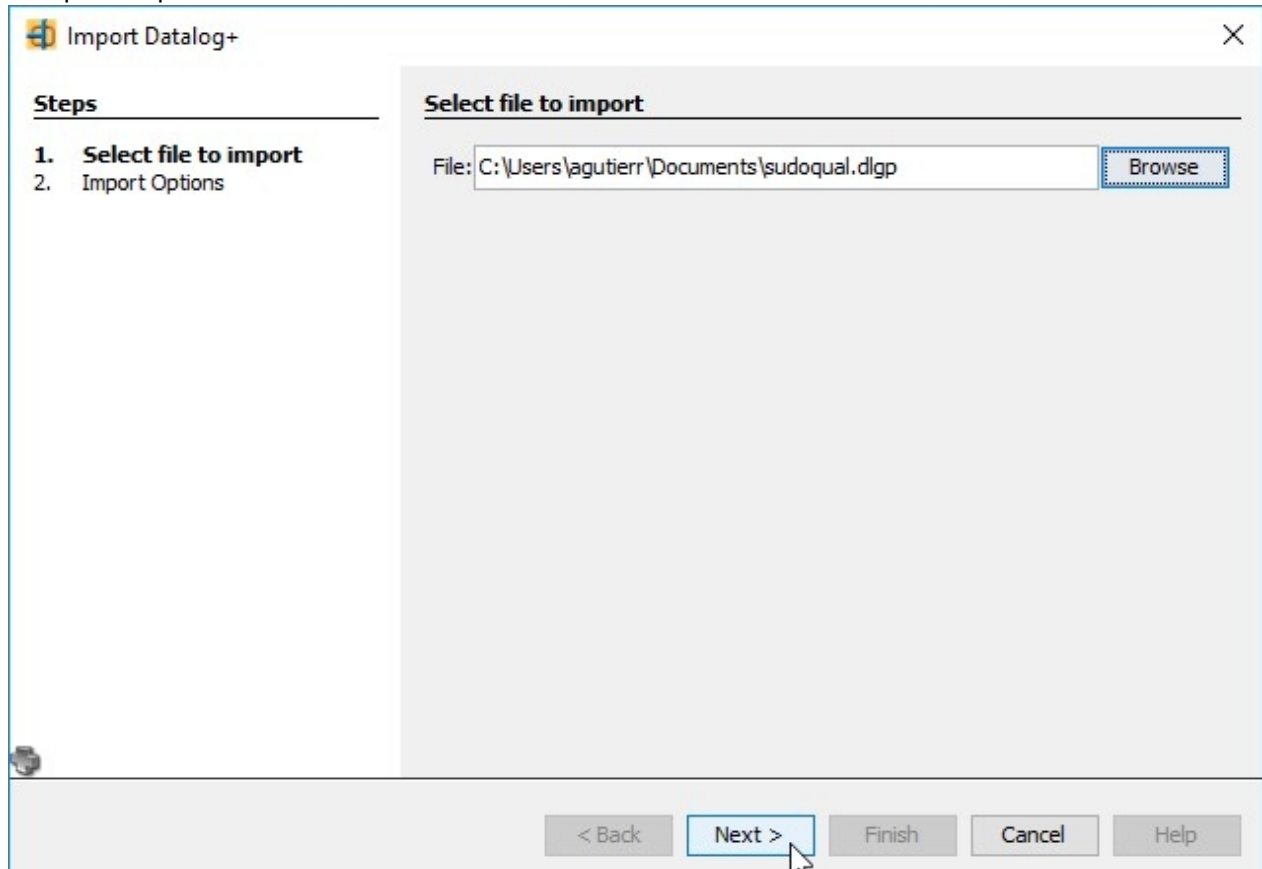 Import Datalog+
Steps
1. Select file to import
2. Import Options
Select file to import
File: C:\Users\agutierr\Documents\sudoqual.dlgp Browse
< Back Next > Finish Cancel Help